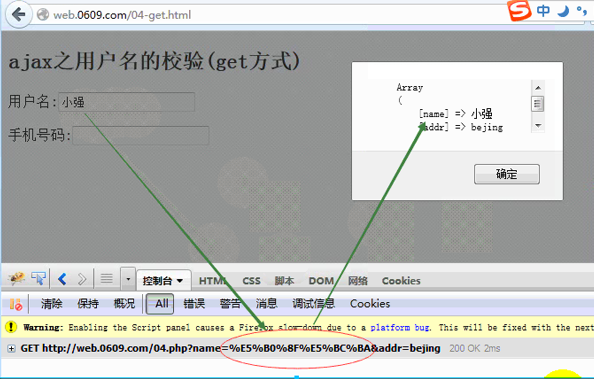 web.0609.com/04-get.html
中
ajax之用户名的校验(get方式)
用户名:小强
手机号码:
Array
(
[name] => 小强
[addr] => bejing
确定
控制台 HTML CSS 脚本 DOM 网络 Cookies
清除 保持 概况 All 错误 警告 消息 调试信息 Cookies
Warning: Enabling the Script panel causes a Firefox slow-down due to a platform bug. This will be fixed with the next
GET http://web.0609.com/04.php?name=%E5%B0%8F%E5%BC%BA&addr=bejing 200 OK 2ms